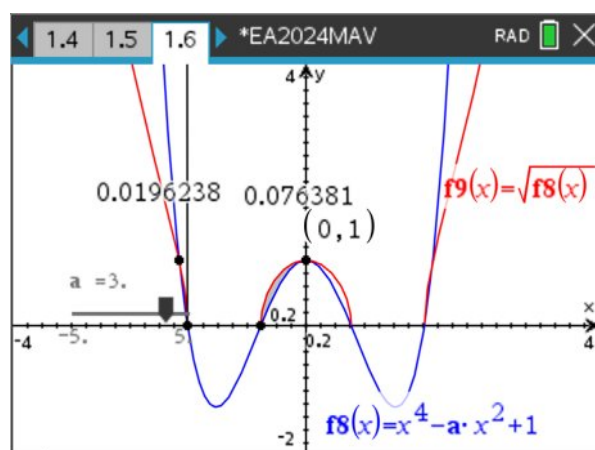 1.4 1.5 1.6 *EA2024MAV RAD
4 y
0.0196238 0.076381
f9(x)=√f8(x)
(0,1)
a =3.
x
0.2
-4 -5. 5. 0.2 4
f8(x)=x⁴-a·x²+1
-2